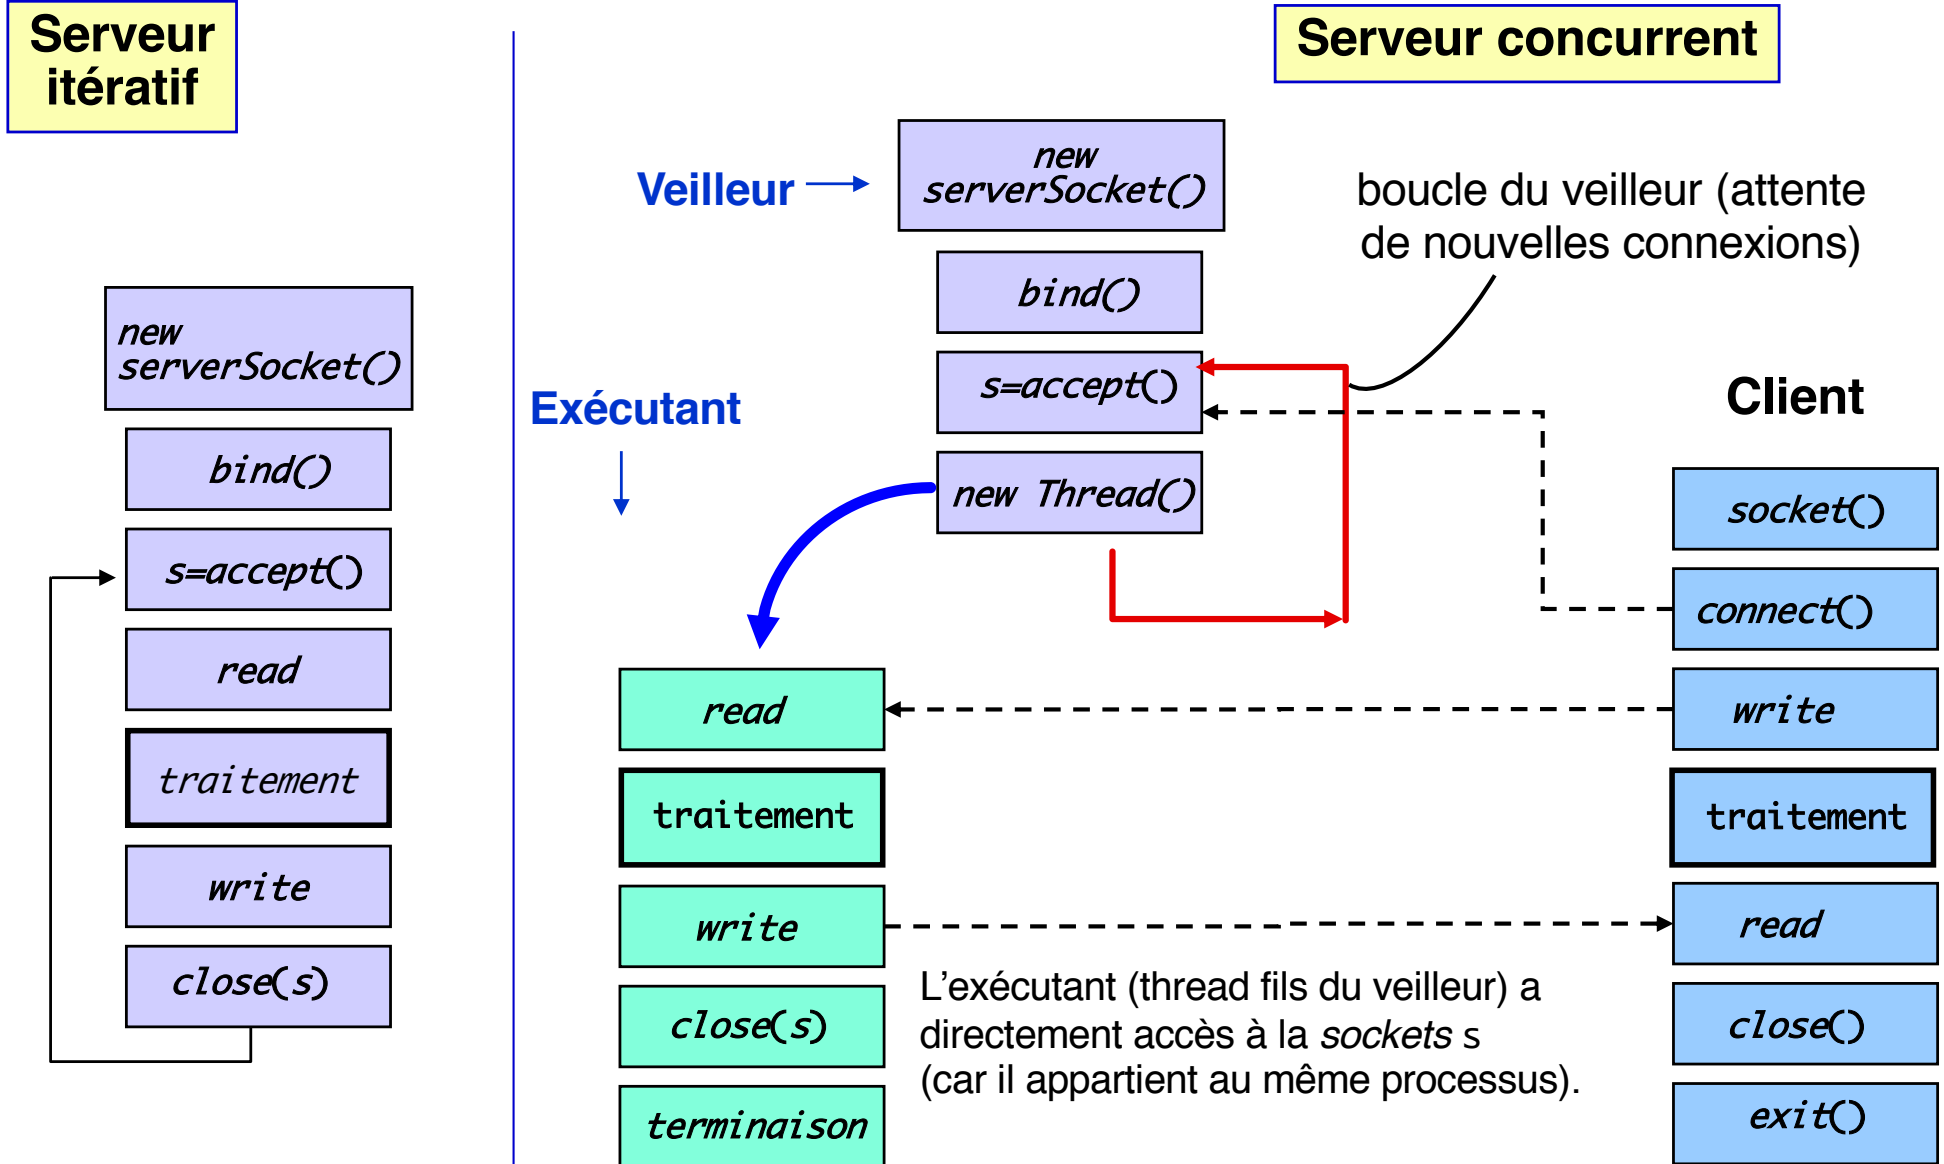 Serveur
itératif
new
serverSocket()
bind()
s=accept()
read
traitement
write
close(s)
Serveur concurrent
Veilleur
new
serverSocket()
bind()
s=accept()
new Thread()
boucle du veilleur (attente
de nouvelles connexions)
Exécutant
read
traitement
write
close(s)
terminaison
L'exécutant (thread fils du veilleur) a
directement accès à la sockets s
(car il appartient au même processus).
Client
socket()
connect()
write
traitement
read
close()
exit()